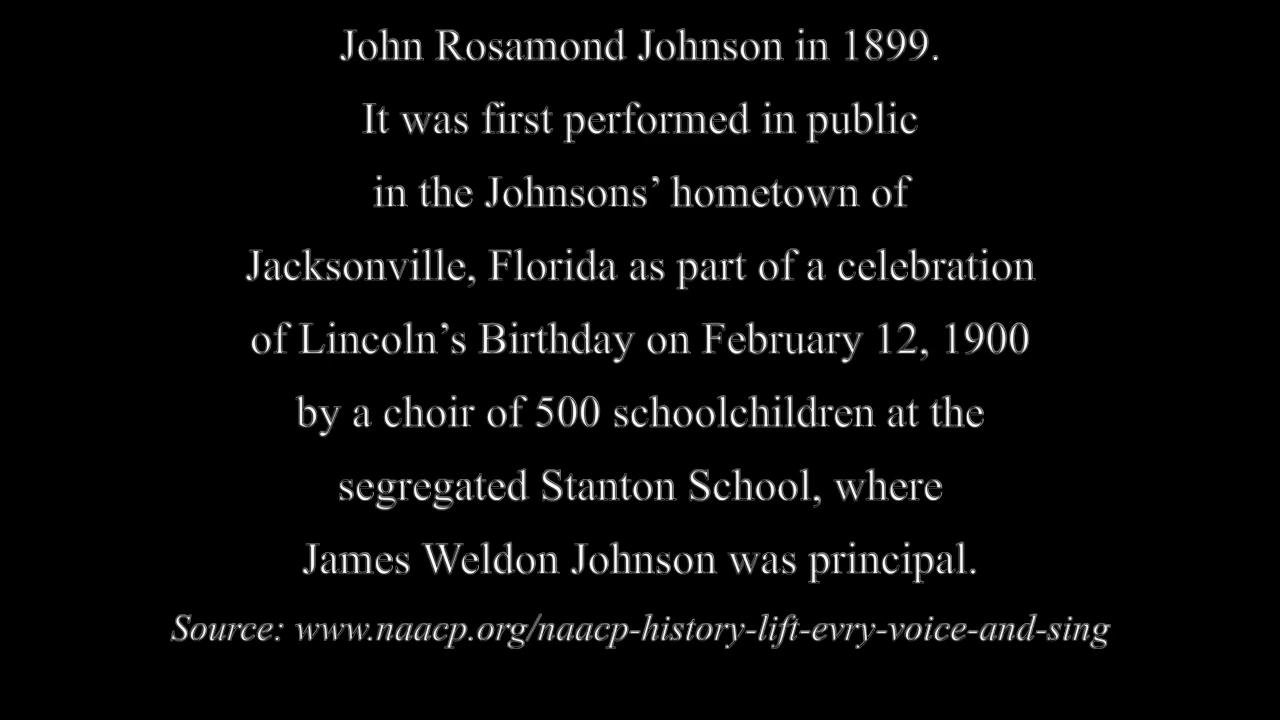 John Rosamond Johnson in 1899.
It was first performed in public
in the Johnsons’ hometown of
Jacksonville, Florida as part of a celebration
of Lincoln’s Birthday on February 12, 1900
by a choir of 500 schoolchildren at the
segregated Stanton School, where
James Weldon Johnson was principal.
Source: www.naacp.org/naacp-history-lift-evry-voice-and-sing